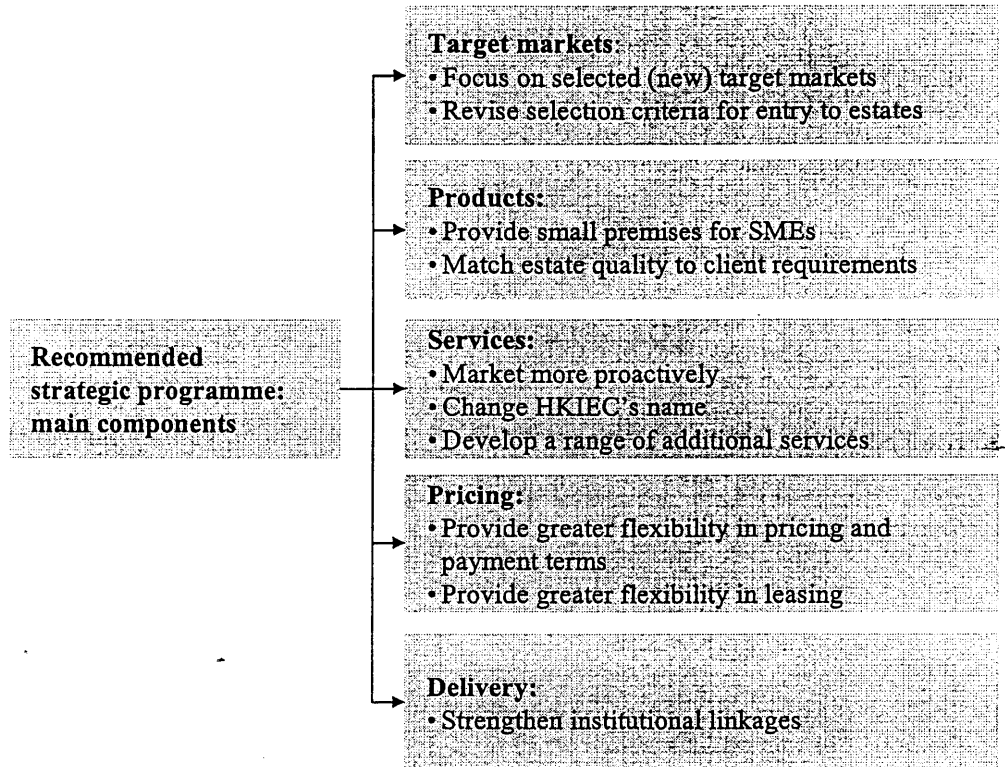 Recommended
strategic programme:
main components
Target markets:
• Focus on selected (new) target markets
• Revise selection criteria for entry to estates
Products:
• Provide small premises for SMEs
• Match estate quality to client requirements
Services:
• Market more proactively
• Change HKIEC's name
• Develop a range of additional services
Pricing:
• Provide greater flexibility in pricing and
payment terms
• Provide greater flexibility in leasing
Delivery:
• Strengthen institutional linkages